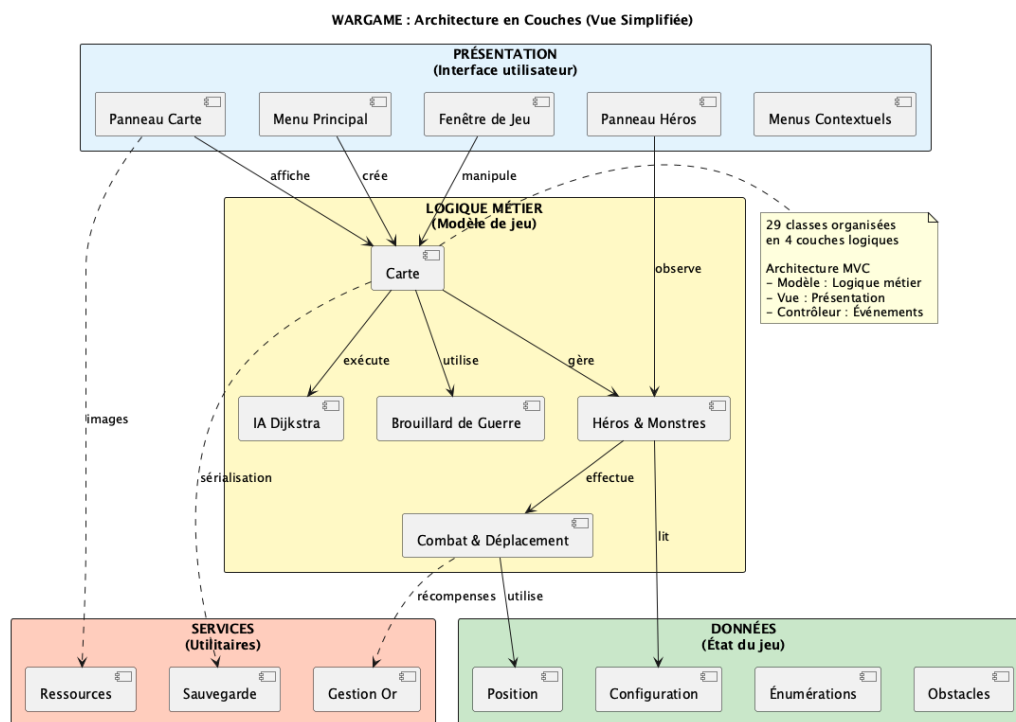 WARGAME : Architecture en Couches (Vue Simplifiée)
PRÉSENTATION
(Interface utilisateur)
Panneau Carte
Menu Principal
Fenêtre de Jeu
Panneau Héros
Menus Contextuels
affiche
crée
manipule
LOGIQUE MÉTIER
(Modèle de jeu)
29 classes organisées
en 4 couches logiques
Architecture MVC
- Modèle : Logique métier
- Vue : Présentation
- Contrôleur : Événements
Carte
observe
exécute
utilise
gère
images
IA Dijkstra
Brouillard de Guerre
Héros & Monstres
sérialisation
effectue
Combat & Déplacement
lit
récompenses
utilise
SERVICES
(Utilitaires)
Ressources
Sauvegarde
Gestion Or
DONNÉES
(État du jeu)
Position
Configuration
Énumérations
Obstacles